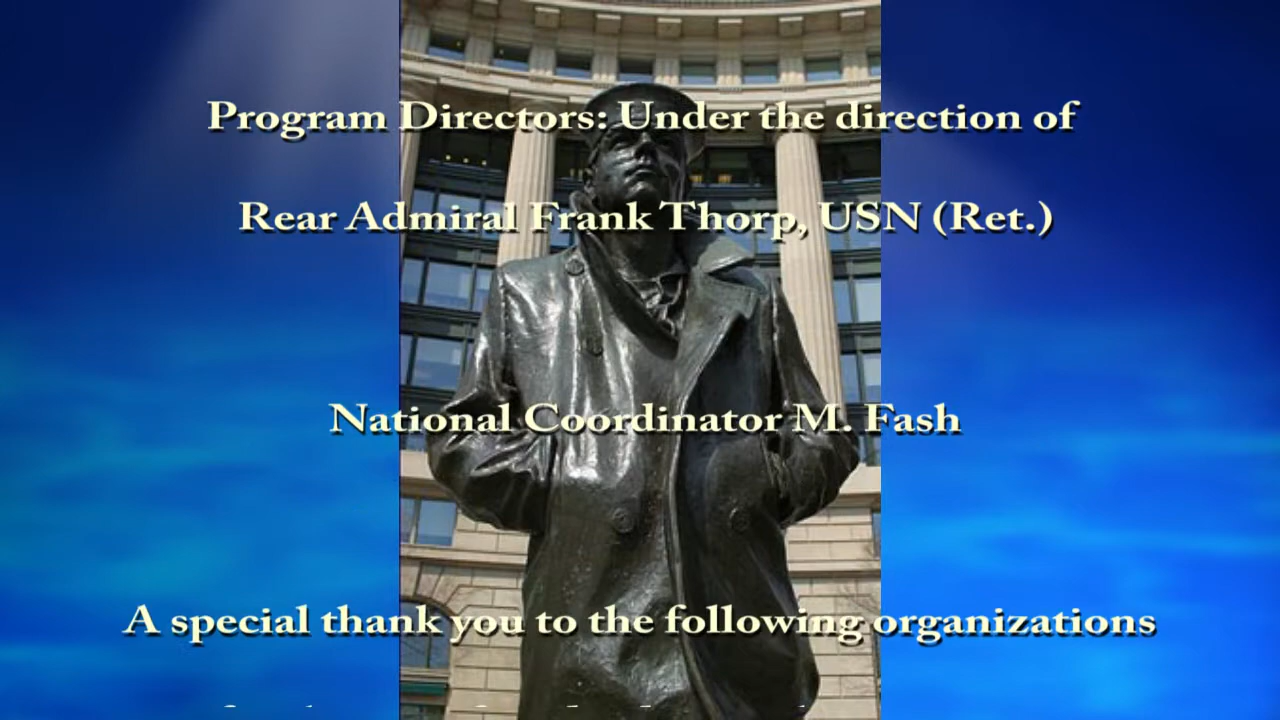 Program Directors: Under the direction of
Rear Admiral Frank Thorp, USN (Ret.)
National Coordinator M. Fash
A special thank you to the following organizations